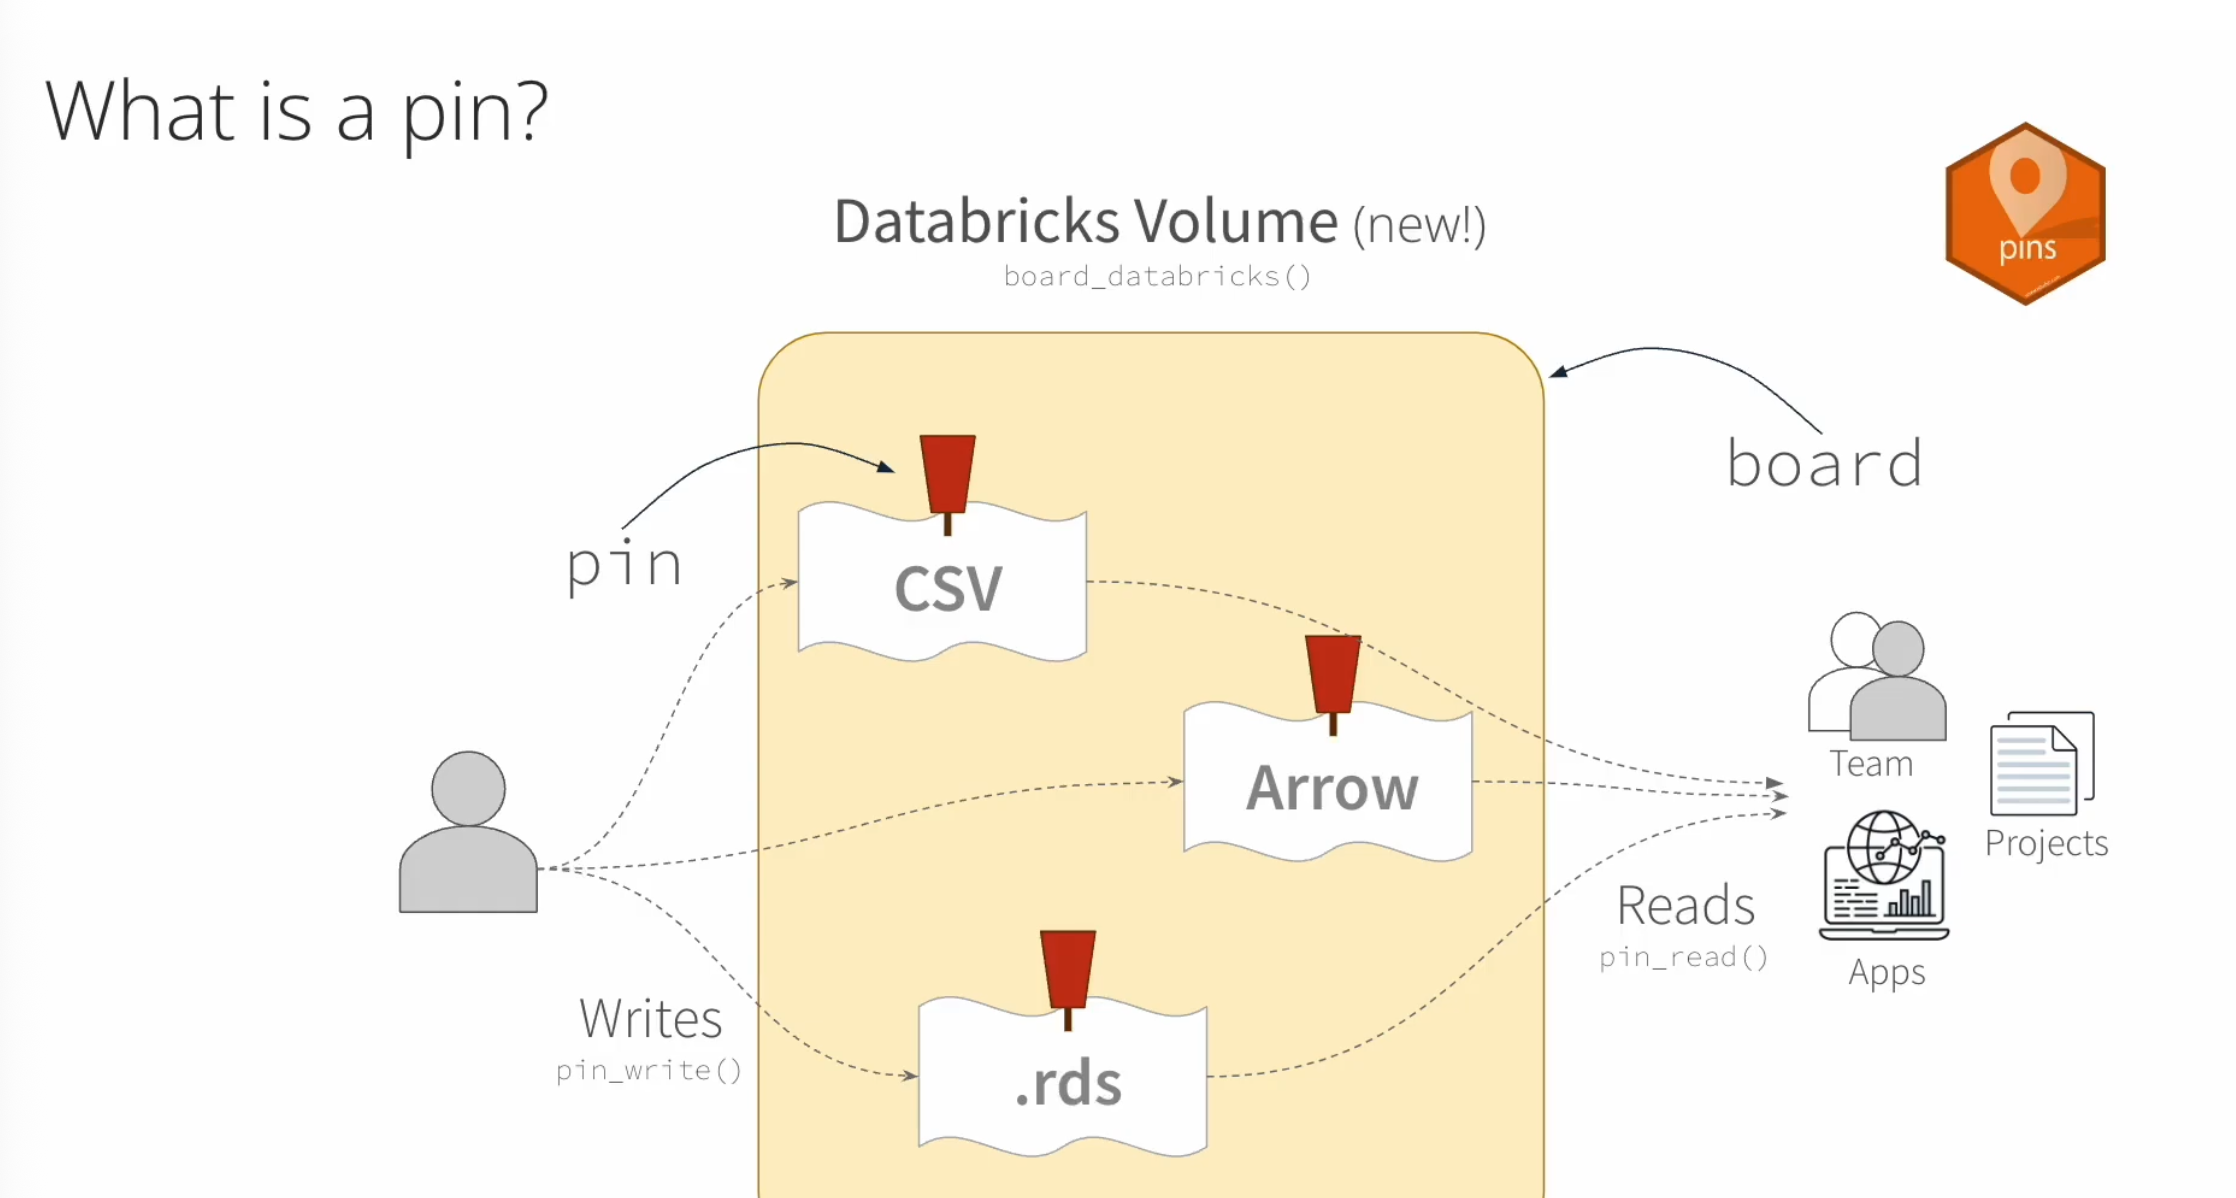 What is a pin?
Databricks Volume (new!)
board_databricks()
pins
board
pin
CSV
Arrow
.rds
Writes
pin_write()
Reads
pin_read()
Team
Projects
Apps